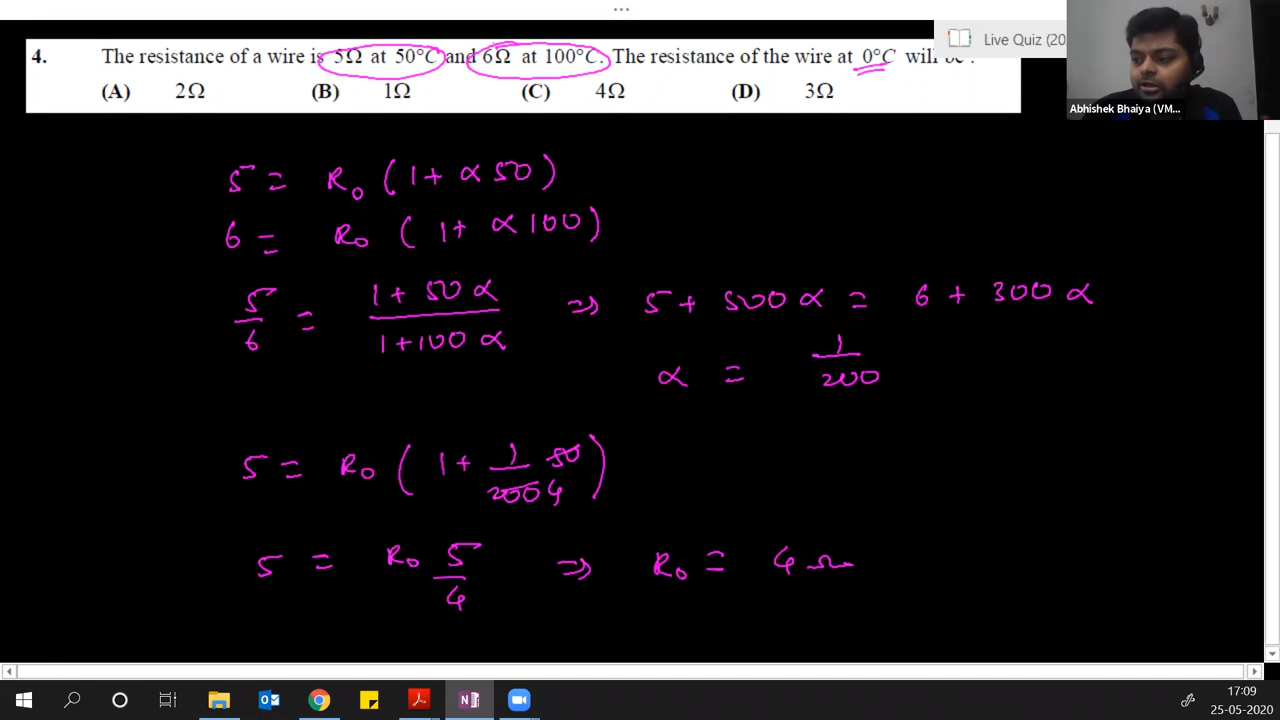 4. The resistance of a wire is 5Ω at 50°C and 6Ω at 100°C. The resistance of the wire at 0°C will be :
Live Quiz (20
(A) 2Ω (B) 1Ω (C) 4Ω (D) 3Ω
Abhishek Bhaiya (VM...
5 = R₀ (1 + α 50)
6 = R₀ (1 + α 100)
5/6 = (1 + 50 α)/(1 + 100 α) ⇒ 5 + 500 α = 6 + 300 α
α = 1/200
5 = R₀ (1 + 1/200 50 4)
5 = R₀ 5/4 ⇒ R₀ = 4 Ω
17:09
25-05-2020